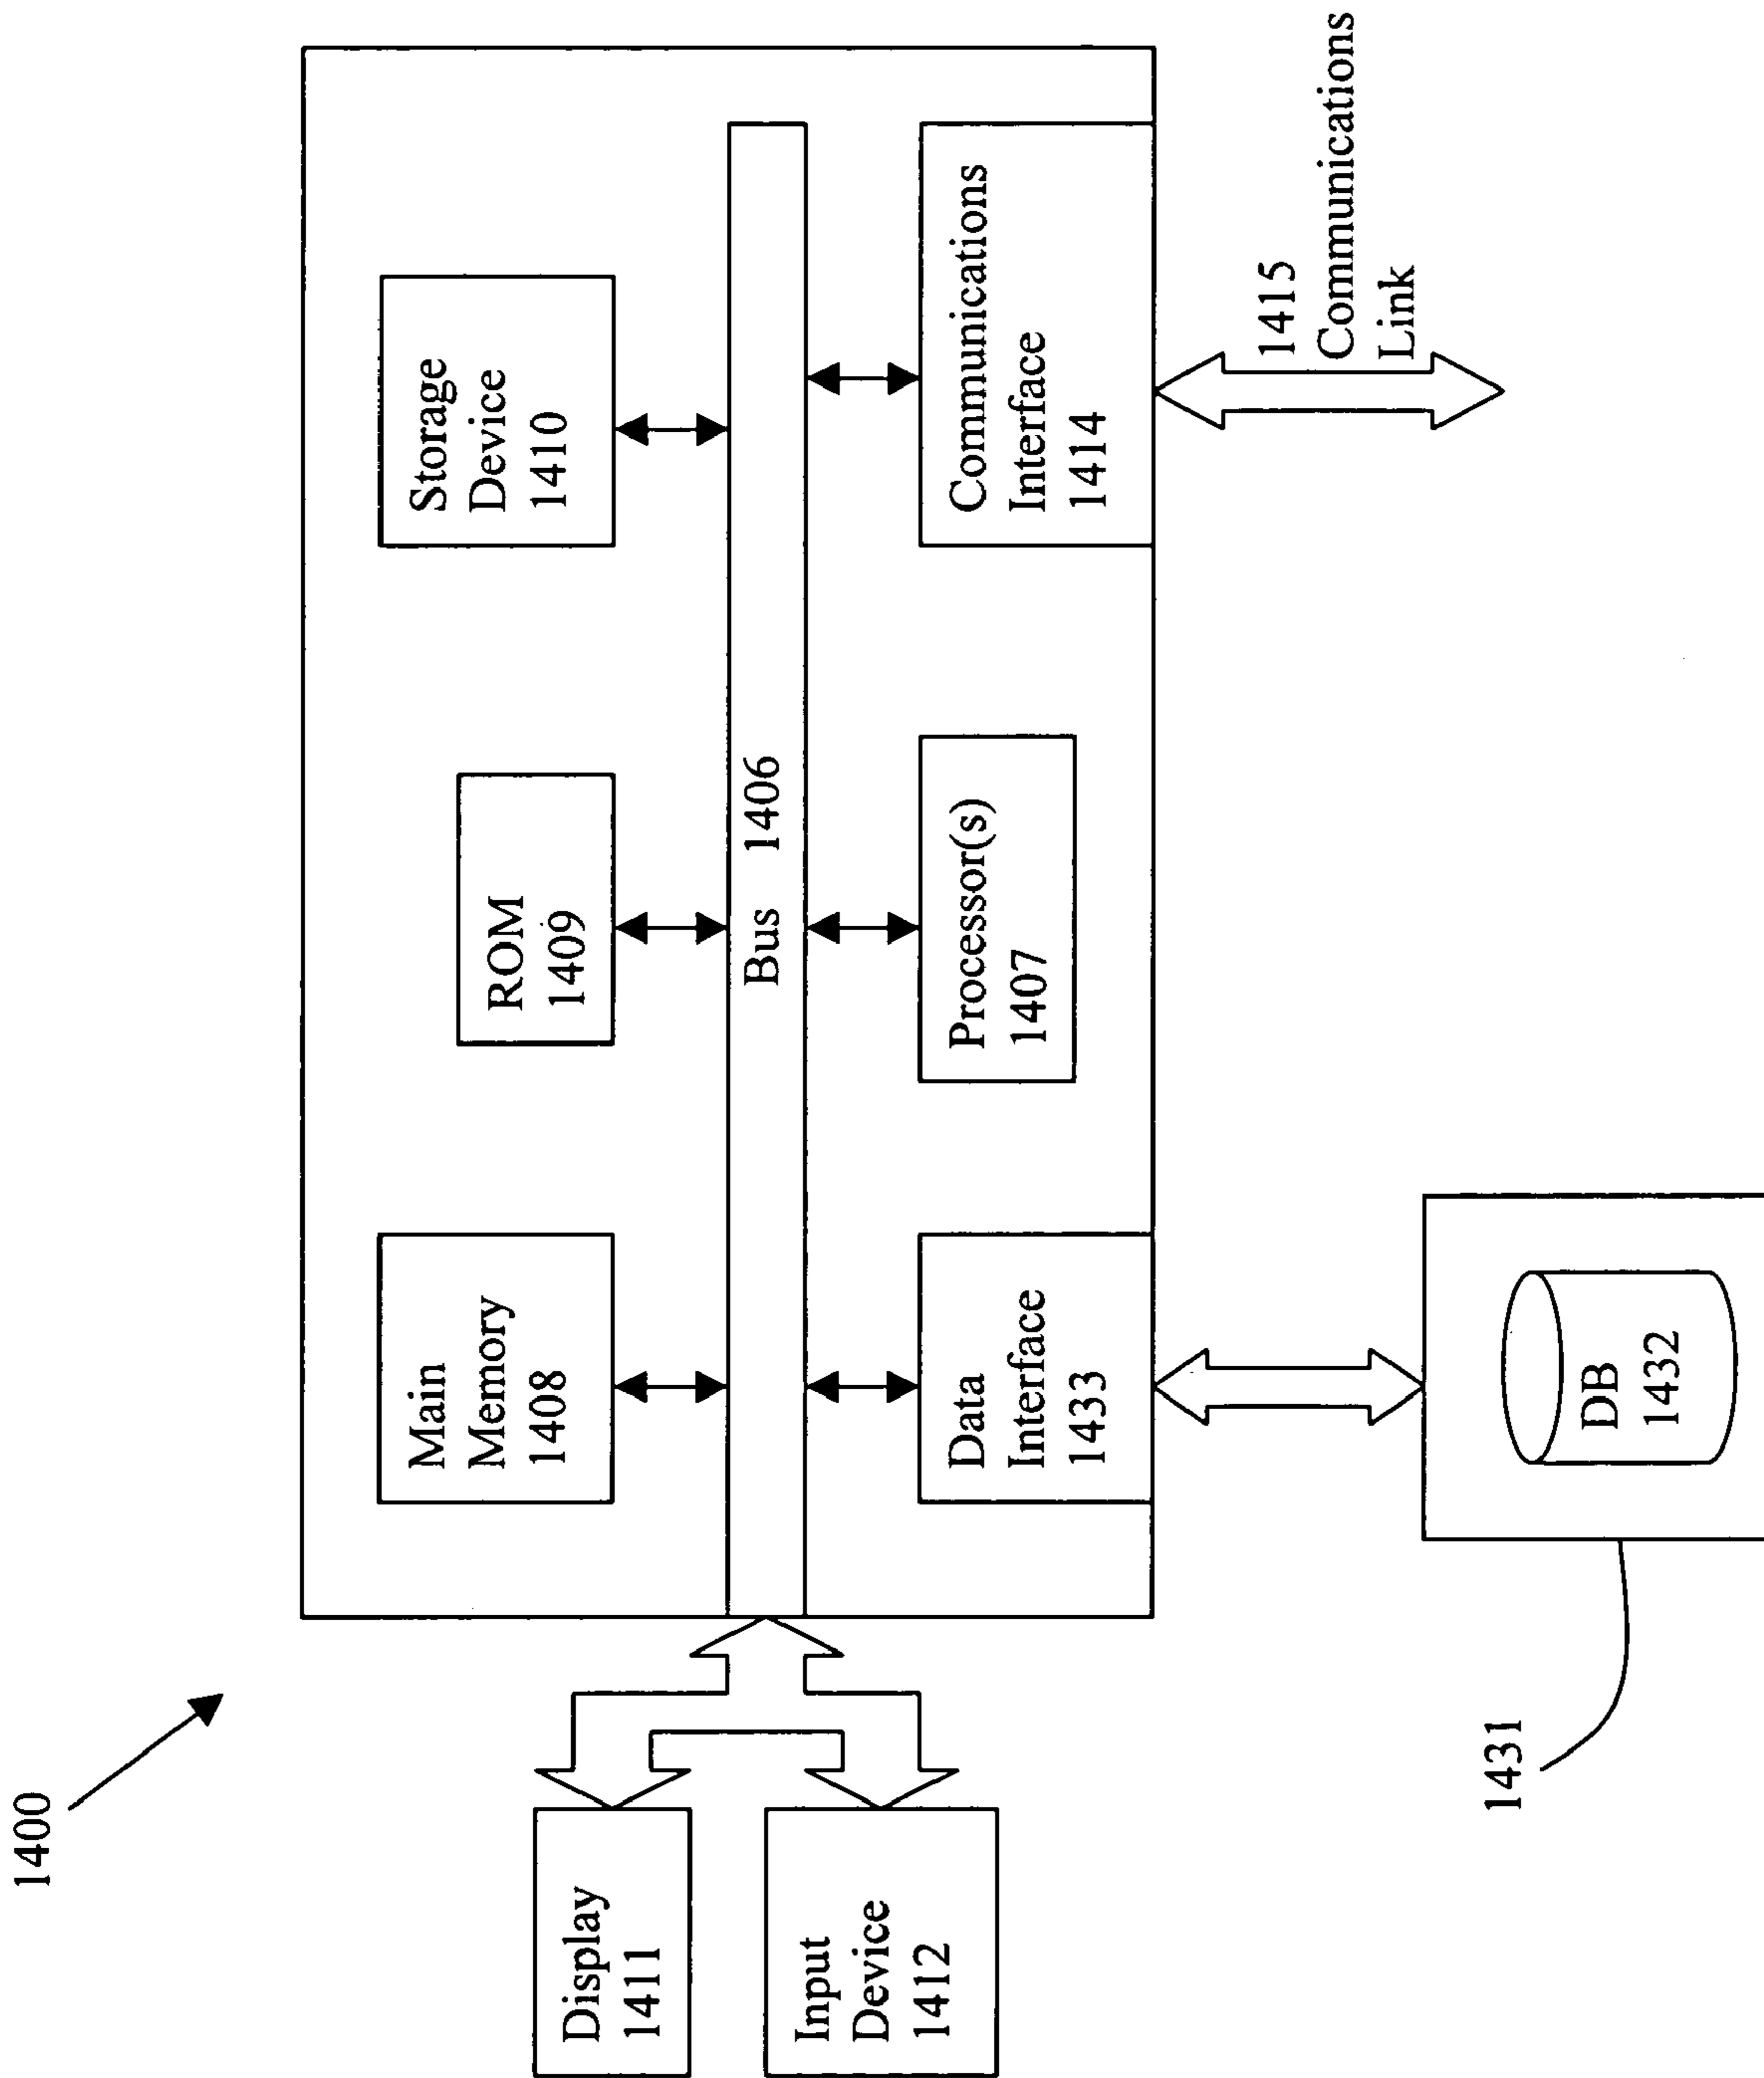 1400
Display
1411
Input
Device
1412
Main
Memory
1408
ROM
1409
Storage
Device
1410
Bus 1406
Data
Interface
1433
Processor(s)
1407
Communications
Interface
1414
1415
Communications
Link
1431
DB
1432